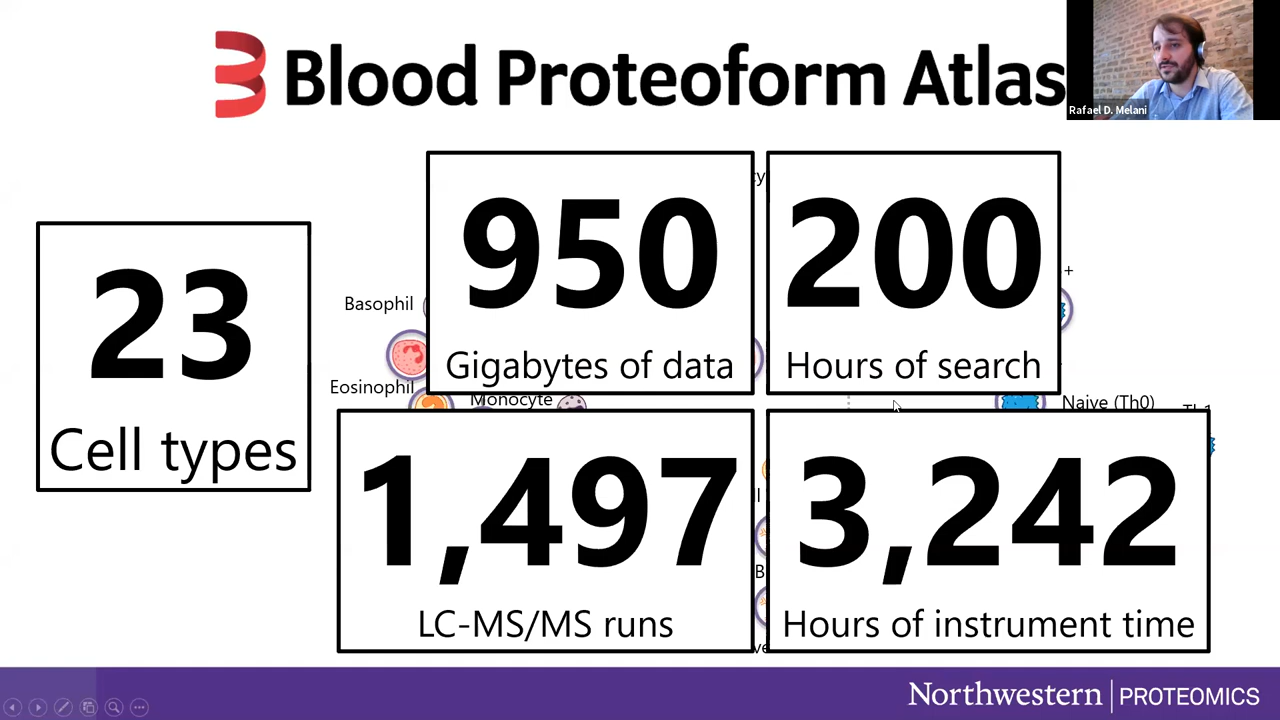 Blood Proteoform Atlas
Rafael D. Melani
950
Gigabytes of data
200
Hours of search
23
Cell types
Basophil
Eosinophil
Monocyte
+
Naive (Th0)
Th1
1,497
LC-MS/MS runs
3,242
Hours of instrument time
Northwestern PROTEOMICS